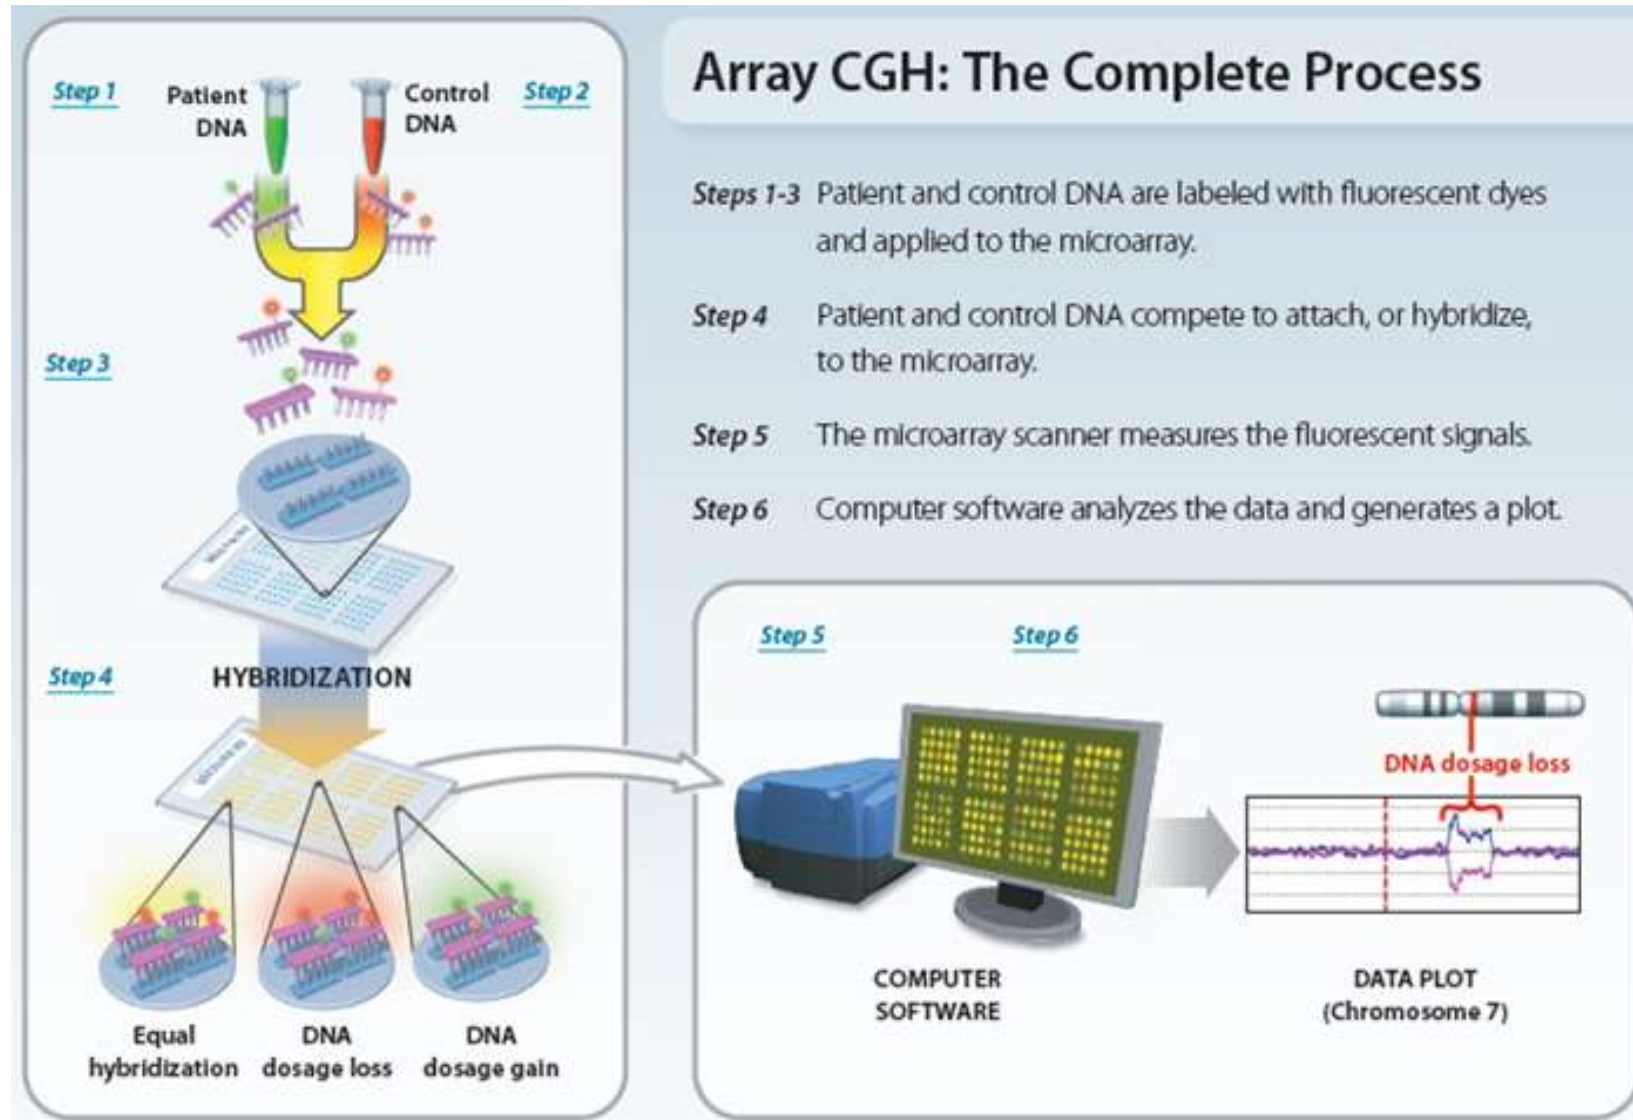 Array CGH: The Complete Process
Step 1
Patient
DNA
Control
DNA
Step 2
Step 3
Step 4
HYBRIDIZATION
Equal
hybridization
DNA
dosage loss
DNA
dosage gain
Steps 1-3 Patient and control DNA are labeled with fluorescent dyes
and applied to the microarray.
Step 4 Patient and control DNA compete to attach, or hybridize,
to the microarray.
Step 5 The microarray scanner measures the fluorescent signals.
Step 6 Computer software analyzes the data and generates a plot.
Step 5
Step 6
DNA dosage loss
COMPUTER
SOFTWARE
DATA PLOT
(Chromosome 7)